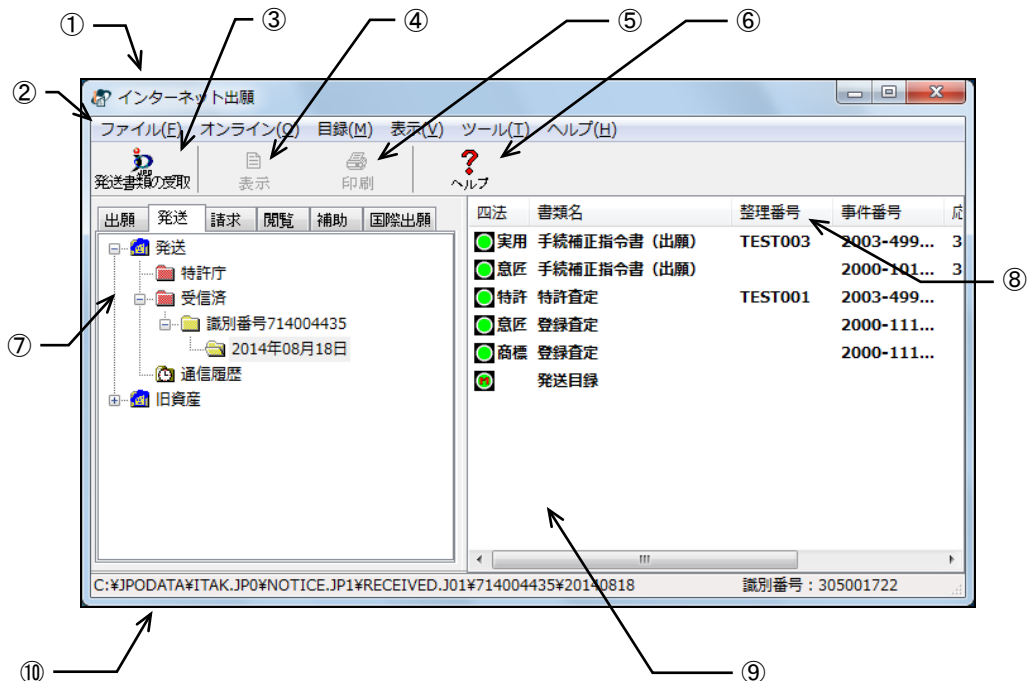 ① ③ ④ ⑤ ⑥
②
インターネット出願
ファイル(F) オンライン(O) 目録(M) 表示(V) ツール(T) ヘルプ(H)
発送書類の受取 表示 印刷 ヘルプ
出願 発送 請求 閲覧 補助 国際出願
発送
特許庁
受信済
識別番号714004435
2014年08月18日
通信履歴
旧資産
⑦
四法 書類名 整理番号 事件番号 応
実用 手続補正指令書(出願) TEST003 2003-499... 3
意匠 手続補正指令書(出願) 2000-101... 3
特許 特許査定 TEST001 2003-499...
意匠 登録査定 2000-111...
商標 登録査定 2000-111...
発送目録
⑧
C:¥JPODATA¥ITAK.JP0¥NOTICE.JP1¥RECEIVED.J01¥714004435¥20140818 識別番号:305001722
⑩ ⑨